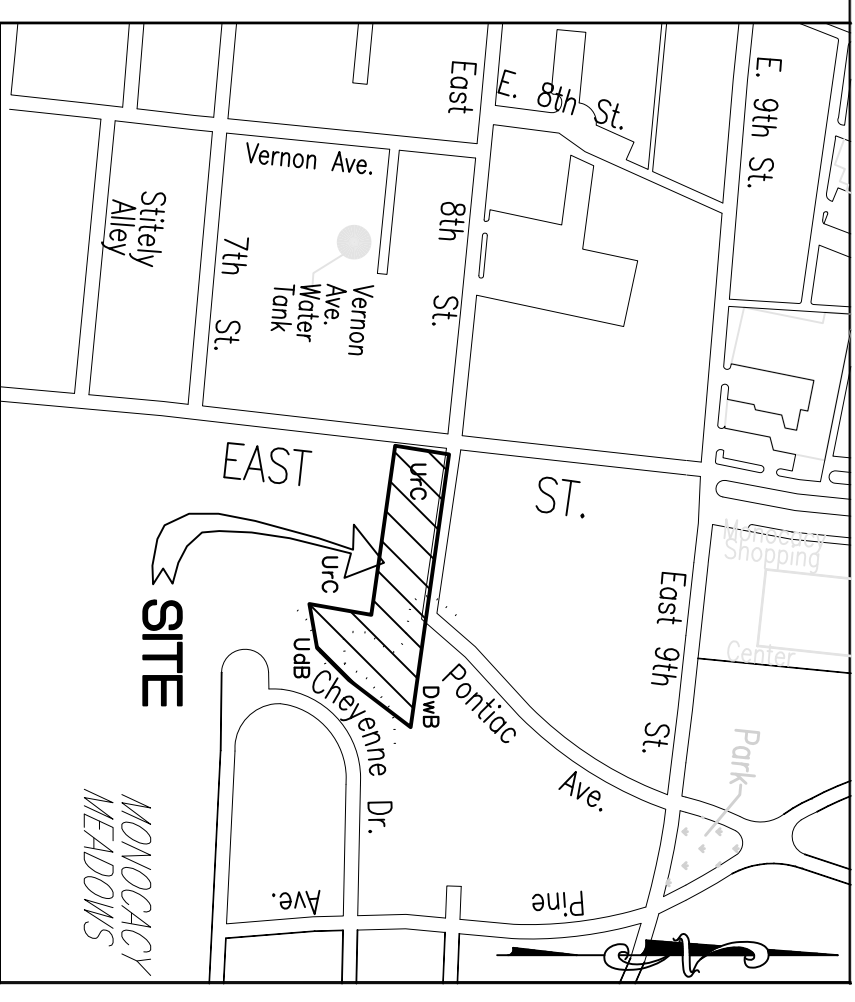 E. 9th St.
E. 8th St.
East
8th
St.
Vernon Ave.
Vernon
Ave.
Water
Tank
7th
St.
Stitely
Alley
EAST
ST.
UrC
UrC
UdB
DwB
SITE
Cheyenne Dr.
Pontiac
Ave.
East 9th St.
Monocacy
Shopping
Center
Park
Pine
Ave.
MONOCACY
MEADOWS
N